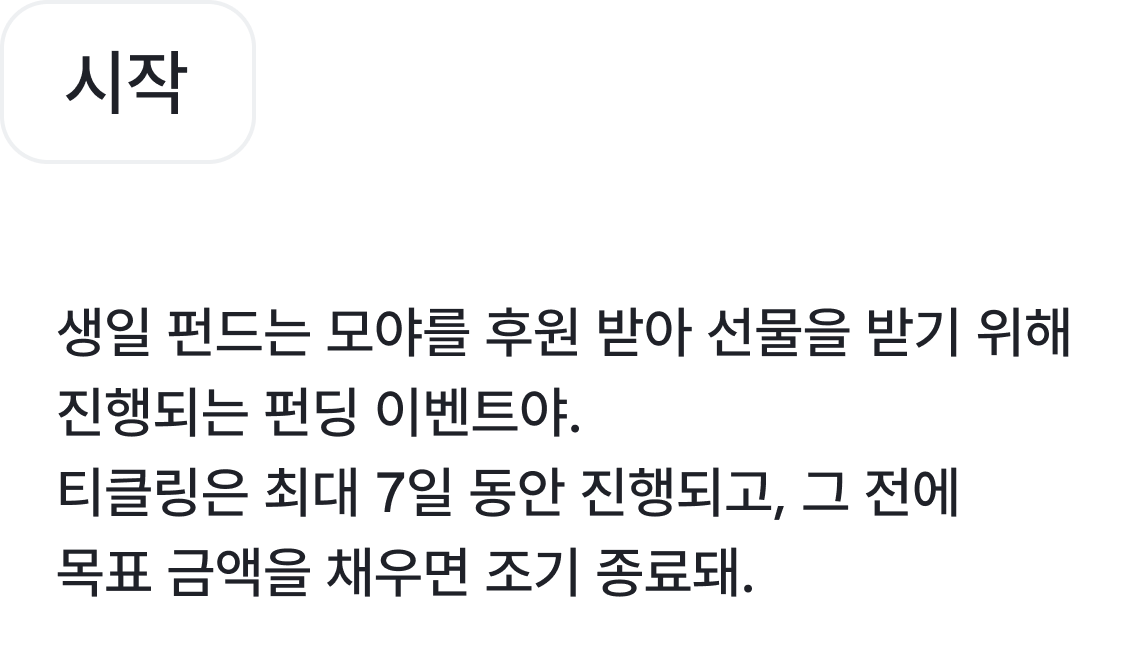 시작
생일 펀드는 모야를 후원 받아 선물을 받기 위해
진행되는 펀딩 이벤트야.
티클링은 최대 7일 동안 진행되고, 그 전에
목표 금액을 채우면 조기 종료돼.